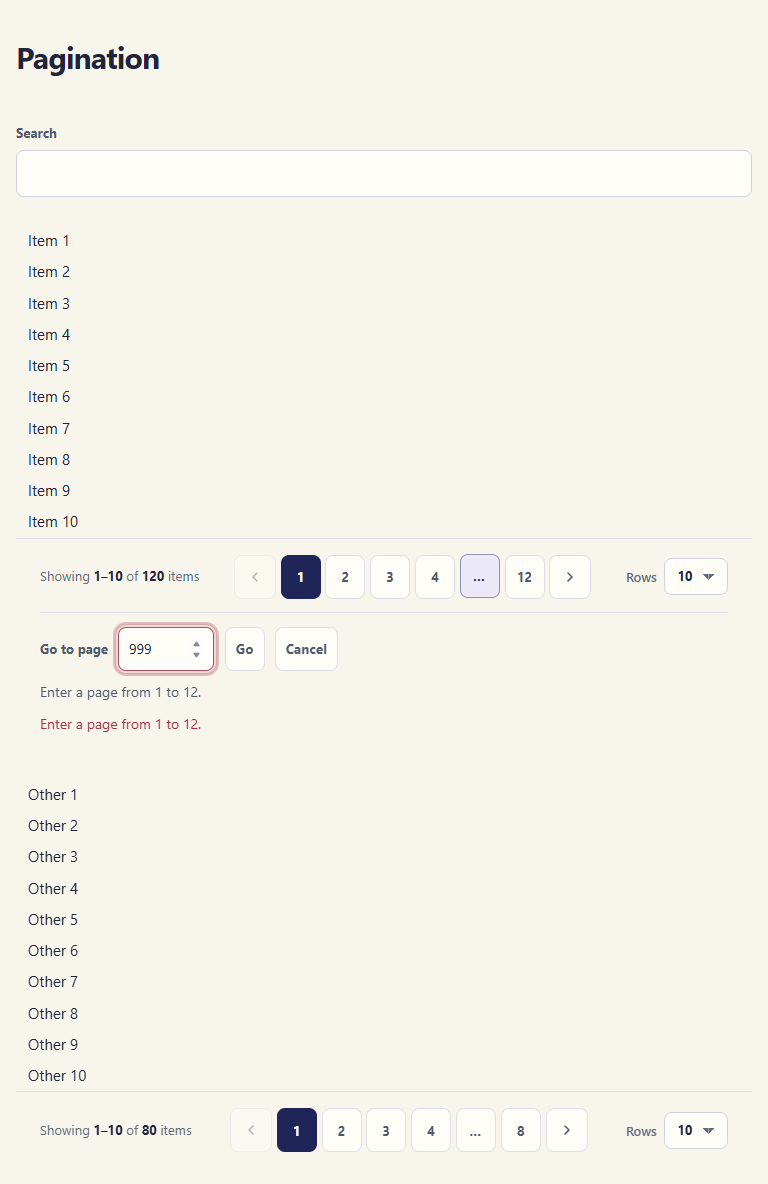 Pagination
Search
Item 1
Item 2
Item 3
Item 4
Item 5
Item 6
Item 7
Item 8
Item 9
Item 10
Showing 1–10 of 120 items ‹ 1 2 3 4 … 12 › Rows 10
Go to page 999 Go Cancel
Enter a page from 1 to 12.
Enter a page from 1 to 12.
Other 1
Other 2
Other 3
Other 4
Other 5
Other 6
Other 7
Other 8
Other 9
Other 10
Showing 1–10 of 80 items ‹ 1 2 3 4 … 8 › Rows 10